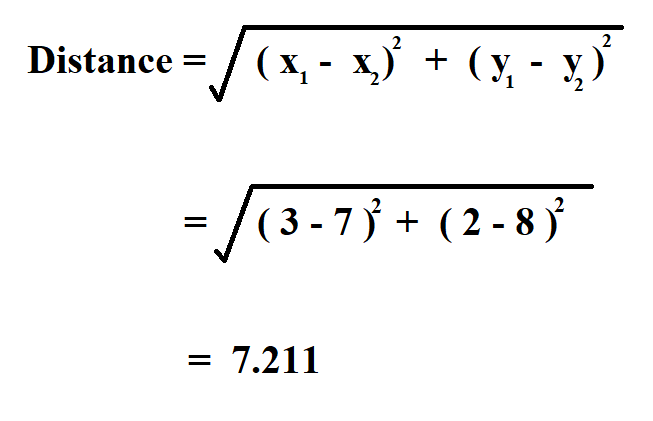 Distance = √( x₁ - x₂)² + ( y₁ - y₂ )²
= √( 3 - 7 )² + ( 2 - 8 )²
= 7.211